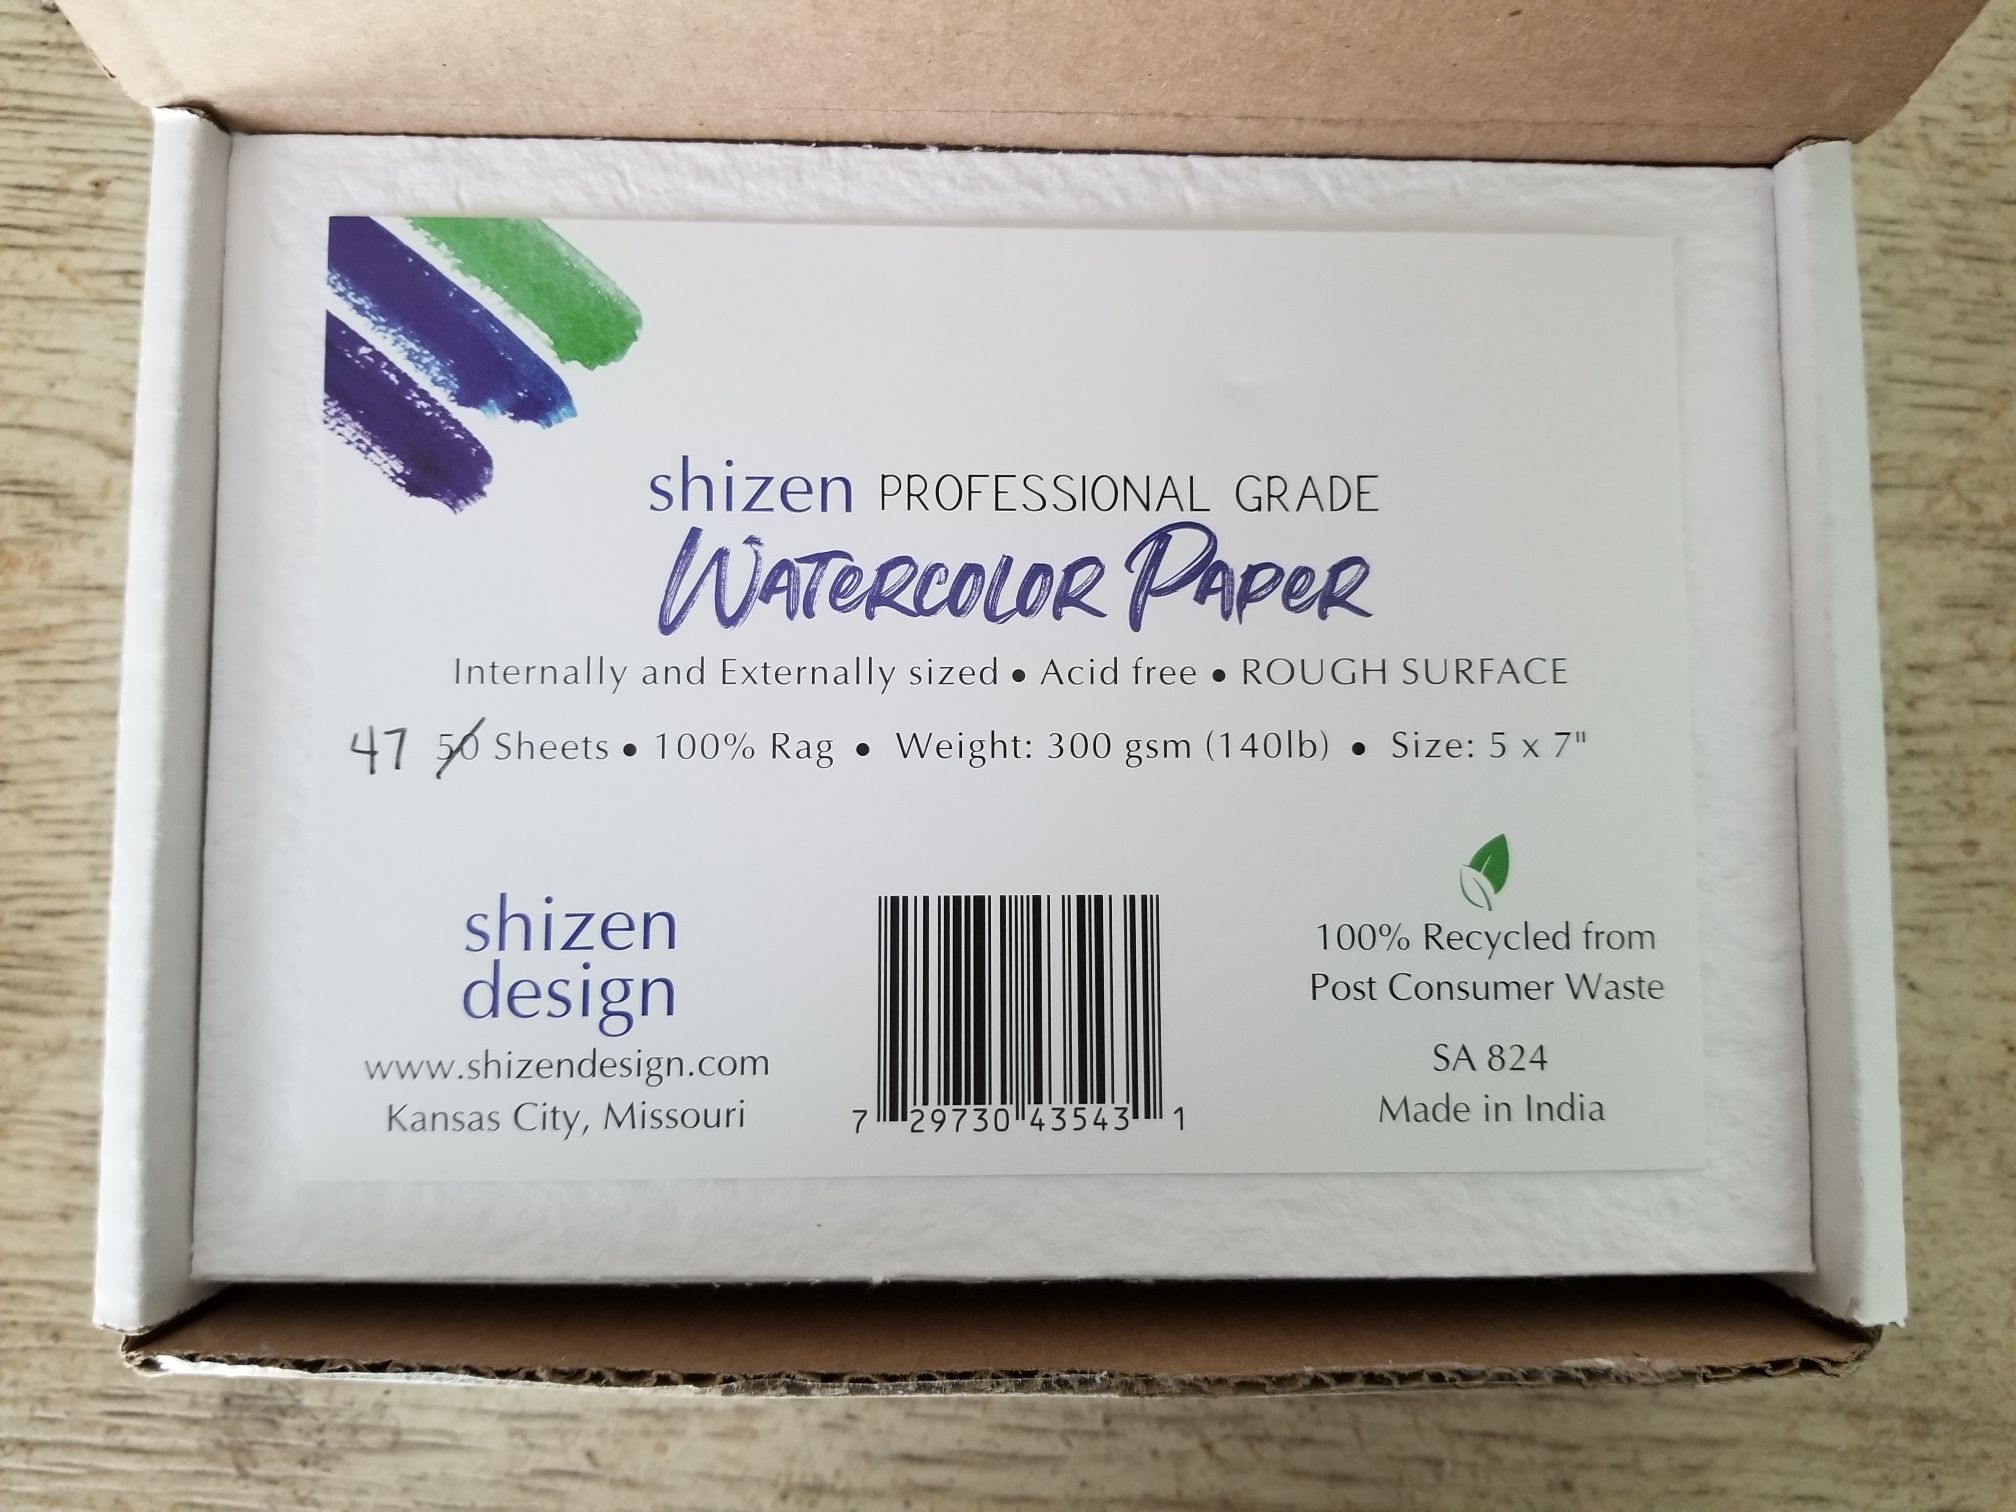 shizen PROFESSIONAL GRADE
WATERCOLOR PAPER
Internally and Externally sized • Acid free • ROUGH SURFACE
47 50 Sheets • 100% Rag • Weight: 300 gsm (140lb) • Size: 5 x 7"
shizen
design
www.shizendesign.com
Kansas City, Missouri
7 29730 43543 1
100% Recycled from
Post Consumer Waste
SA 824
Made in India